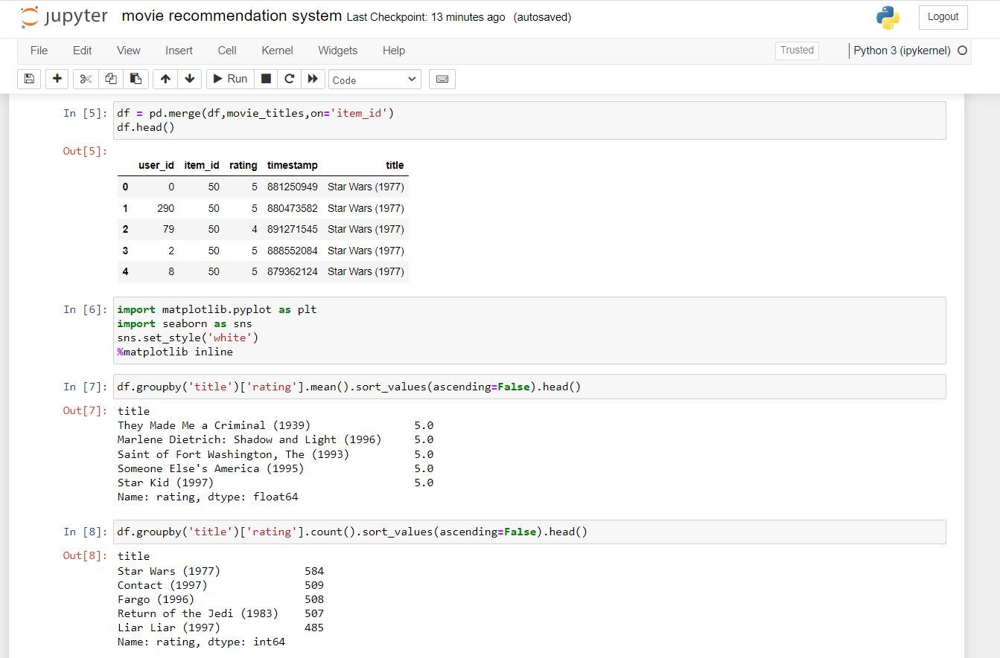 jupyter movie recommendation system Last Checkpoint: 13 minutes ago (autosaved)
Logout
File Edit View Insert Cell Kernel Widgets Help
Trusted
Python 3 (ipykernel)
Run
Code
In [5]: df = pd.merge(df,movie_titles,on='item_id')
df.head()
Out[5]:
user_id item_id rating timestamp title
0 0 50 5 881250949 Star Wars (1977)
1 290 50 5 880473582 Star Wars (1977)
2 79 50 4 891271545 Star Wars (1977)
3 2 50 5 888552084 Star Wars (1977)
4 8 50 5 879362124 Star Wars (1977)
In [6]: import matplotlib.pyplot as plt
import seaborn as sns
sns.set_style('white')
%matplotlib inline
In [7]: df.groupby('title')['rating'].mean().sort_values(ascending=False).head()
Out[7]: title
They Made Me a Criminal (1939) 5.0
Marlene Dietrich: Shadow and Light (1996) 5.0
Saint of Fort Washington, The (1993) 5.0
Someone Else's America (1995) 5.0
Star Kid (1997) 5.0
Name: rating, dtype: float64
In [8]: df.groupby('title')['rating'].count().sort_values(ascending=False).head()
Out[8]: title
Star Wars (1977) 584
Contact (1997) 509
Fargo (1996) 508
Return of the Jedi (1983) 507
Liar Liar (1997) 485
Name: rating, dtype: int64